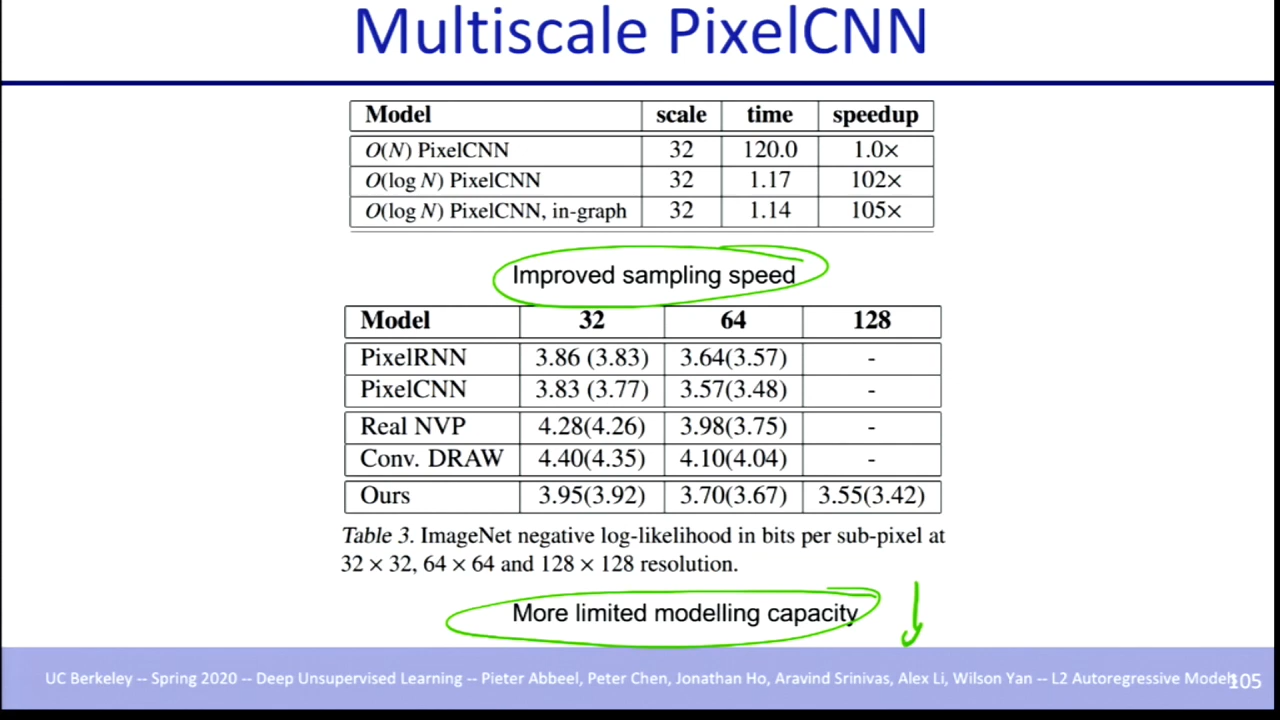 Multiscale PixelCNN
Model scale time speedup
O(N) PixelCNN 32 120.0 1.0×
O(log N) PixelCNN 32 1.17 102×
O(log N) PixelCNN, in-graph 32 1.14 105×
Improved sampling speed
Model 32 64 128
PixelRNN 3.86 (3.83) 3.64(3.57) -
PixelCNN 3.83 (3.77) 3.57(3.48) -
Real NVP 4.28(4.26) 3.98(3.75) -
Conv. DRAW 4.40(4.35) 4.10(4.04) -
Ours 3.95(3.92) 3.70(3.67) 3.55(3.42)
Table 3. ImageNet negative log-likelihood in bits per sub-pixel at
32 × 32, 64 × 64 and 128 × 128 resolution.
More limited modelling capacity
UC Berkeley -- Spring 2020 -- Deep Unsupervised Learning -- Pieter Abbeel, Peter Chen, Jonathan Ho, Aravind Srinivas, Alex Li, Wilson Yan -- L2 Autoregressive Models 105